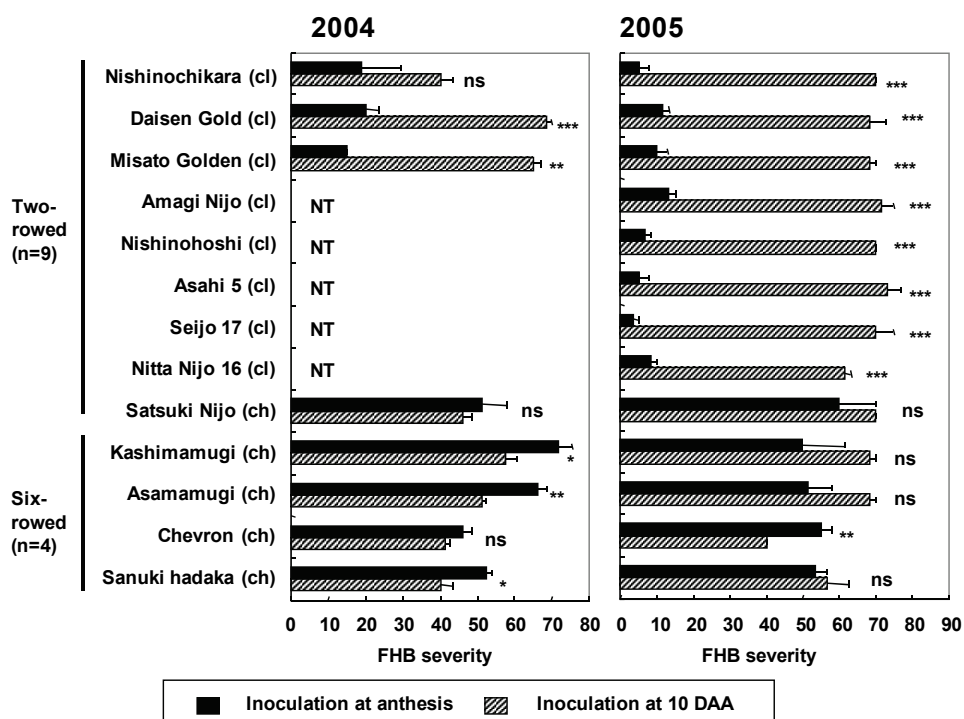 2004 2005
Two-
rowed
(n=9)
Nishinochikara (cl) ns ***
Daisen Gold (cl) *** ***
Misato Golden (cl) ** ***
Amagi Nijo (cl) NT ***
Nishinohoshi (cl) NT ***
Asahi 5 (cl) NT ***
Seijo 17 (cl) NT ***
Nitta Nijo 16 (cl) NT ***
Satsuki Nijo (ch) ns ns
Six-
rowed
(n=4)
Kashimamugi (ch) * ns
Asamamugi (ch) ** ns
Chevron (ch) ns **
Sanuki hadaka (ch) * ns
0 10 20 30 40 50 60 70 80 0 10 20 30 40 50 60 70 80 90
FHB severity FHB severity
Inoculation at anthesis Inoculation at 10 DAA